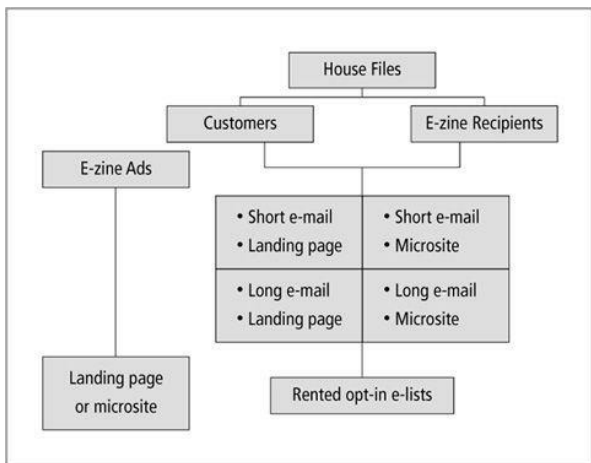 House Files
Customers
E-zine Recipients
E-zine Ads
• Short e-mail
• Landing page
• Short e-mail
• Microsite
• Long e-mail
• Landing page
• Long e-mail
• Microsite
Landing page
or microsite
Rented opt-in e-lists